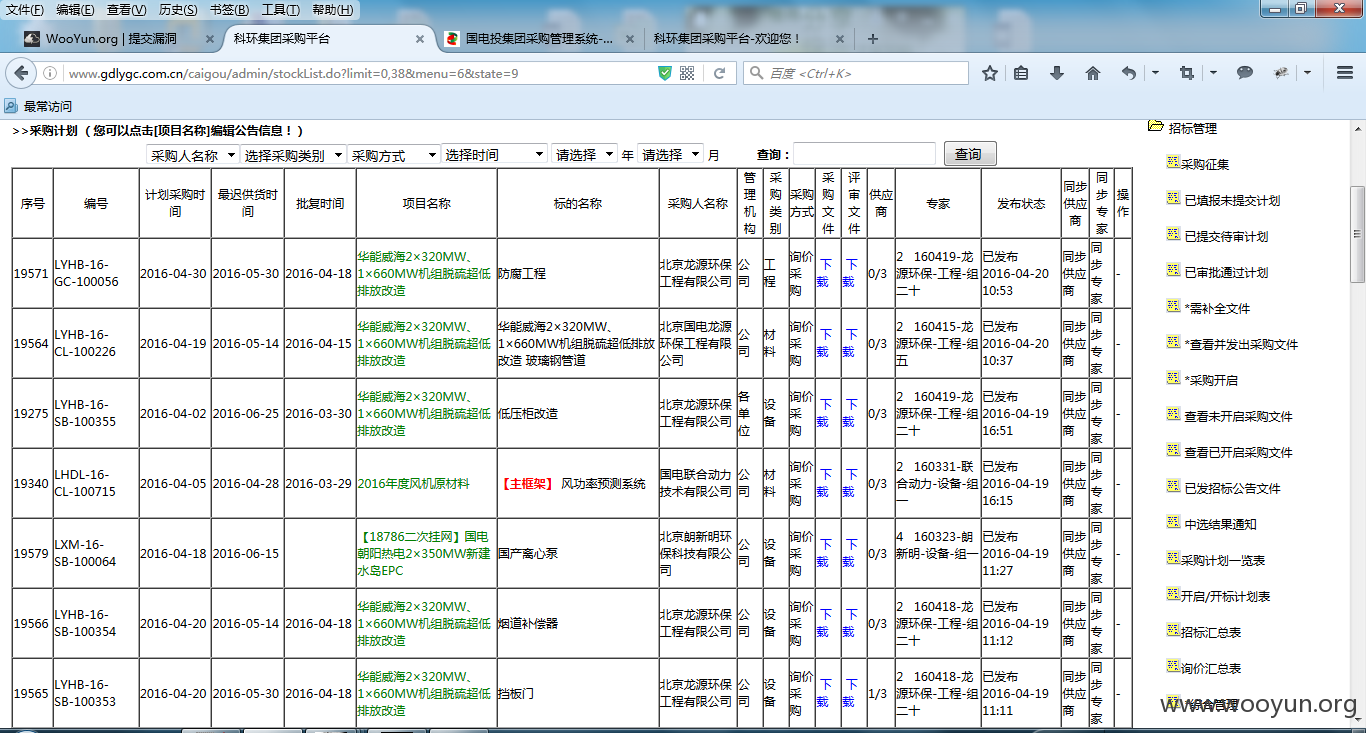 文件(F) 编辑(E) 查看(V) 历史(S) 书签(B) 工具(T) 帮助(H)
WooYun.org | 提交漏洞
科环集团采购平台
国电投集团采购管理系统-...
科环集团采购平台-欢迎您！
www.gdlygc.com.cn/caigou/admin/stockList.do?limit=0,38&menu=6&state=9
百度 <Ctrl+K>
最常访问
>>采购计划 （您可以点击[项目名称]编辑公告信息！）
采购人名称 选择采购类别 采购方式 选择时间 请选择 年 请选择 月 查询： 查询
序号 编号 计划采购时间 最迟供货时间 批复时间 项目名称 标的名称 采购人名称 管理机构 采购类别 采购方式 采购文件 评审文件 供应商 专家 发布状态 同步供应商 同步专家 操作
19571 LYHB-16-GC-100056 2016-04-30 2016-05-30 2016-04-18 华能威海2×320MW、1×660MW机组脱硫超低排放改造 防腐工程 北京龙源环保工程有限公司 公司 工程 询价采购 下载 下载 0/3 2 160419-龙源环保-工程-组二十 已发布 2016-04-20 10:53 同步供应商 同步专家 -
19564 LYHB-16-CL-100226 2016-04-19 2016-05-14 2016-04-15 华能威海2×320MW、1×660MW机组脱硫超低排放改造 华能威海2×320MW、1×660MW机组脱硫超低排放改造 玻璃钢管道 北京国电龙源环保工程有限公司 公司 材料 询价采购 下载 下载 0/3 2 160415-龙源环保-工程-组五 已发布 2016-04-20 10:37 同步供应商 同步专家 -
19275 LYHB-16-SB-100355 2016-04-02 2016-06-25 2016-03-30 华能威海2×320MW、1×660MW机组脱硫超低排放改造 低压柜改造 北京龙源环保工程有限公司 各单位 设备 询价采购 下载 下载 0/3 2 160419-龙源环保-工程-组二十 已发布 2016-04-19 16:51 同步供应商 同步专家 -
19340 LHDL-16-CL-100715 2016-04-05 2016-04-28 2016-03-29 2016年度风机原材料 【主框架】 风功率预测系统 国电联合动力技术有限公司 公司 材料 询价采购 下载 下载 0/3 2 160331-联合动力-设备-组一 已发布 2016-04-19 16:15 同步供应商 同步专家 -
19579 LXM-16-SB-100064 2016-04-18 2016-06-15 【18786二次挂网】国电朝阳热电2×350MW新建水岛EPC 国产离心泵 北京朗新明环保科技有限公司 公司 设备 询价采购 下载 下载 0/3 4 160323-朗新明-设备-组一 已发布 2016-04-19 11:27 同步供应商 同步专家 -
19566 LYHB-16-SB-100354 2016-04-20 2016-05-14 2016-04-18 华能威海2×320MW、1×660MW机组脱硫超低排放改造 烟道补偿器 北京龙源环保工程有限公司 公司 设备 询价采购 下载 下载 0/3 2 160418-龙源环保-工程-组二十 已发布 2016-04-19 11:12 同步供应商 同步专家 -
19565 LYHB-16-SB-100353 2016-04-20 2016-05-30 2016-04-18 华能威海2×320MW、1×660MW机组脱硫超低排放改造 挡板门 北京龙源环保工程有限公司 公司 设备 询价采购 下载 下载 1/3 2 160418-龙源环保-工程-组二十 已发布 2016-04-19 11:11 同步供应商 同步专家 -
招标管理
采购征集
已填报未提交计划
已提交待审计划
已审批通过计划
*需补全文件
*查看并发出采购文件
*采购开启
查看未开启采购文件
查看已开启采购文件
已发招标公告文件
中选结果通知
采购计划一览表
开启/开标计划表
招标汇总表
询价汇总表
综合管理
www.wooyun.org